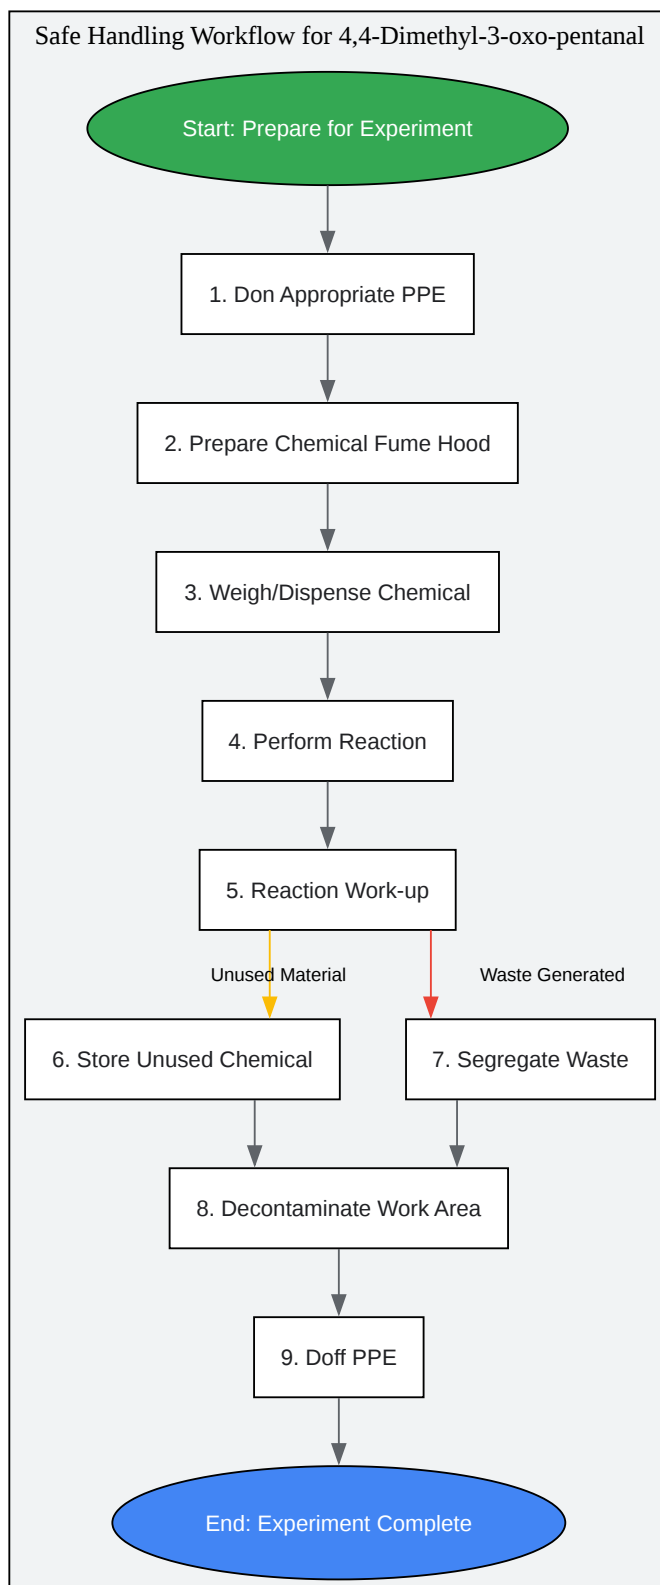 Safe Handling Workflow for 4,4-Dimethyl-3-oxo-pentanal
Start: Prepare for Experiment
1. Don Appropriate PPE
2. Prepare Chemical Fume Hood
3. Weigh/Dispense Chemical
4. Perform Reaction
5. Reaction Work-up
Unused Material
Waste Generated
6. Store Unused Chemical
7. Segregate Waste
8. Decontaminate Work Area
9. Doff PPE
End: Experiment Complete